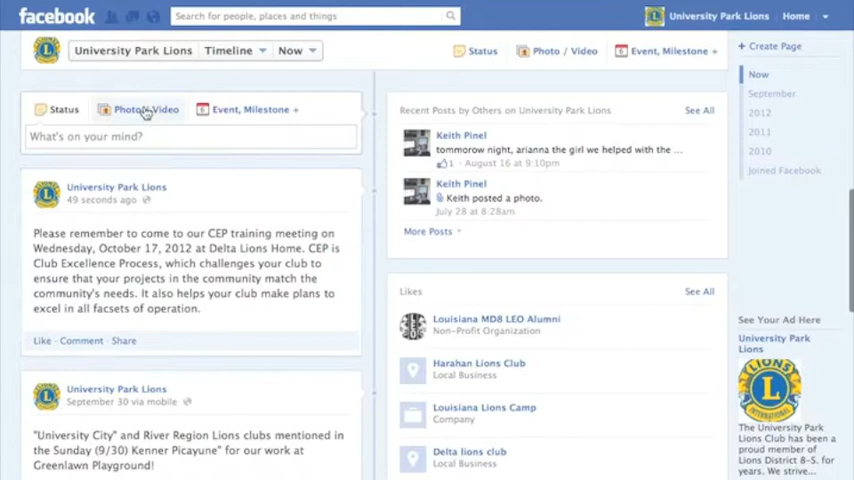 facebook
Search for people, places and things
University Park Lions
Home
University Park Lions
Timeline
Now
Status
Photo / Video
Event, Milestone +
+ Create Page
Now
September
2012
2011
2010
Joined Facebook
Status
Photo / Video
Event, Milestone +
What's on your mind?
University Park Lions
49 seconds ago
Please remember to come to our CEP training meeting on
Wednesday, October 17, 2012 at Delta Lions Home. CEP is
Club Excellence Process, which challenges your club to
ensure that your projects in the community match the
community's needs. It also helps your club make plans to
excel in all facsets of operation.
Like · Comment · Share
University Park Lions
September 30 via mobile
"University City" and River Region Lions clubs mentioned in
the Sunday (9/30) Kenner Picayune" for our work at
Greenlawn Playground!
Recent Posts by Others on University Park Lions
See All
Keith Pinel
tommorow night, arianna the girl we helped with the ...
1 · August 16 at 9:10pm
Keith Pinel
Keith posted a photo.
July 28 at 8:28am
More Posts
Likes
See All
Louisiana MD8 LEO Alumni
Non-Profit Organization
Harahan Lions Club
Local Business
Louisiana Lions Camp
Company
Delta lions club
Local Business
See Your Ad Here
University Park
Lions
LIONS
L
INTERNATIONAL
The University Park
Lions Club has been a
proud member of
Lions District 8-S. for
years. We strive...